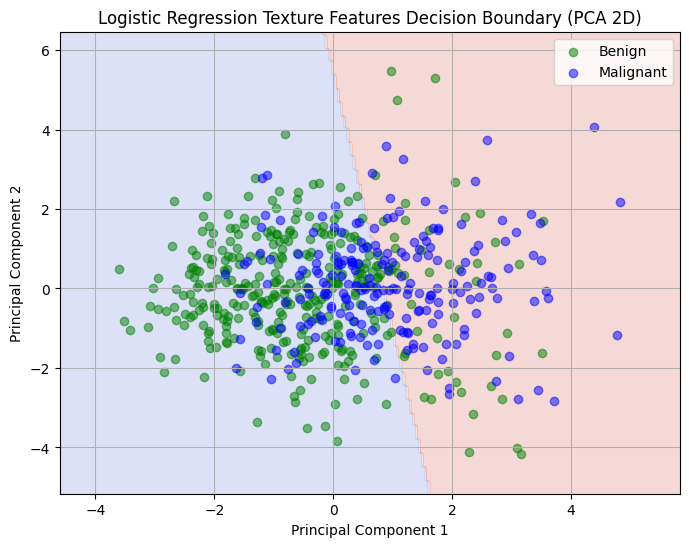 Logistic Regression Texture Features Decision Boundary (PCA 2D)
Benign
Malignant
6
4
2
0
−2
−4
Principal Component 2
−4
−2
0
2
4
Principal Component 1